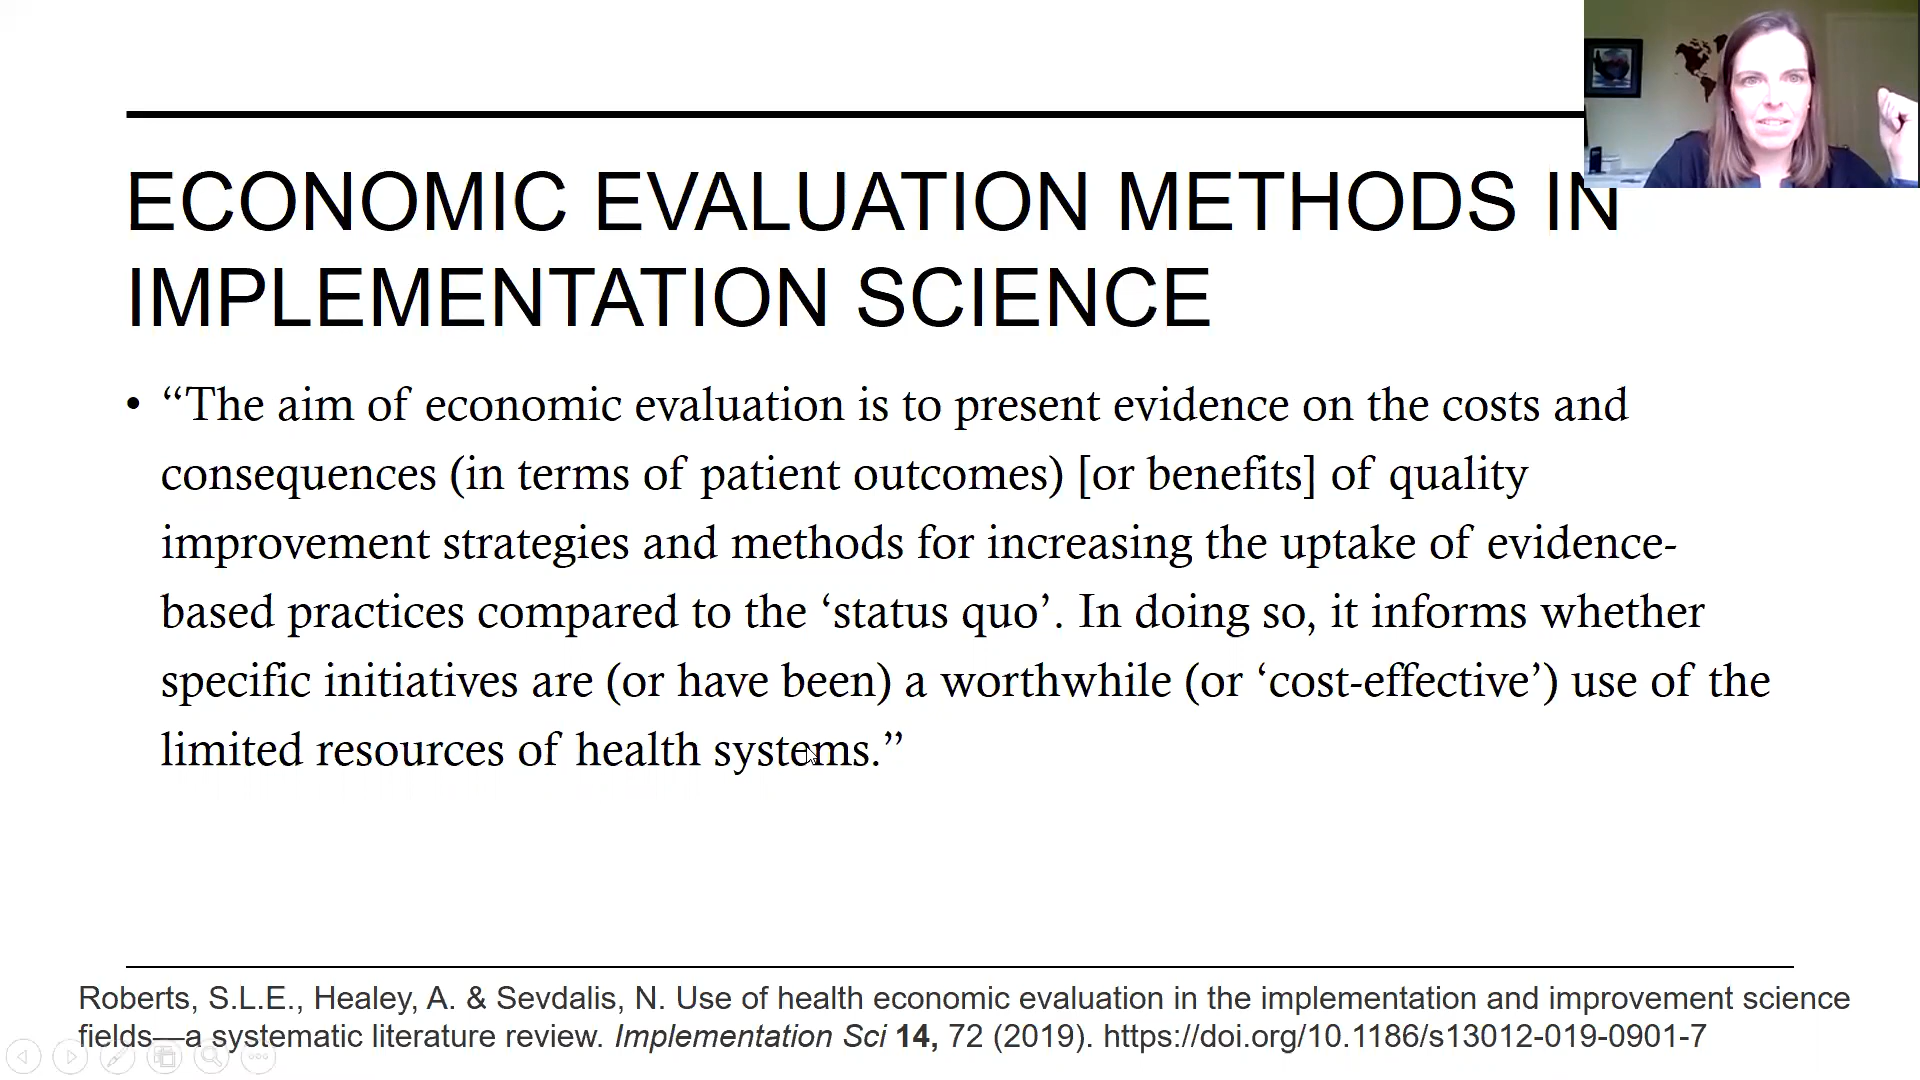 ECONOMIC EVALUATION METHODS IN
IMPLEMENTATION SCIENCE
• “The aim of economic evaluation is to present evidence on the costs and
consequences (in terms of patient outcomes) [or benefits] of quality
improvement strategies and methods for increasing the uptake of evidence-
based practices compared to the ‘status quo’. In doing so, it informs whether
specific initiatives are (or have been) a worthwhile (or ‘cost-effective’) use of the
limited resources of health systems.”
Roberts, S.L.E., Healey, A. & Sevdalis, N. Use of health economic evaluation in the implementation and improvement science
fields—a systematic literature review. Implementation Sci 14, 72 (2019). https://doi.org/10.1186/s13012-019-0901-7